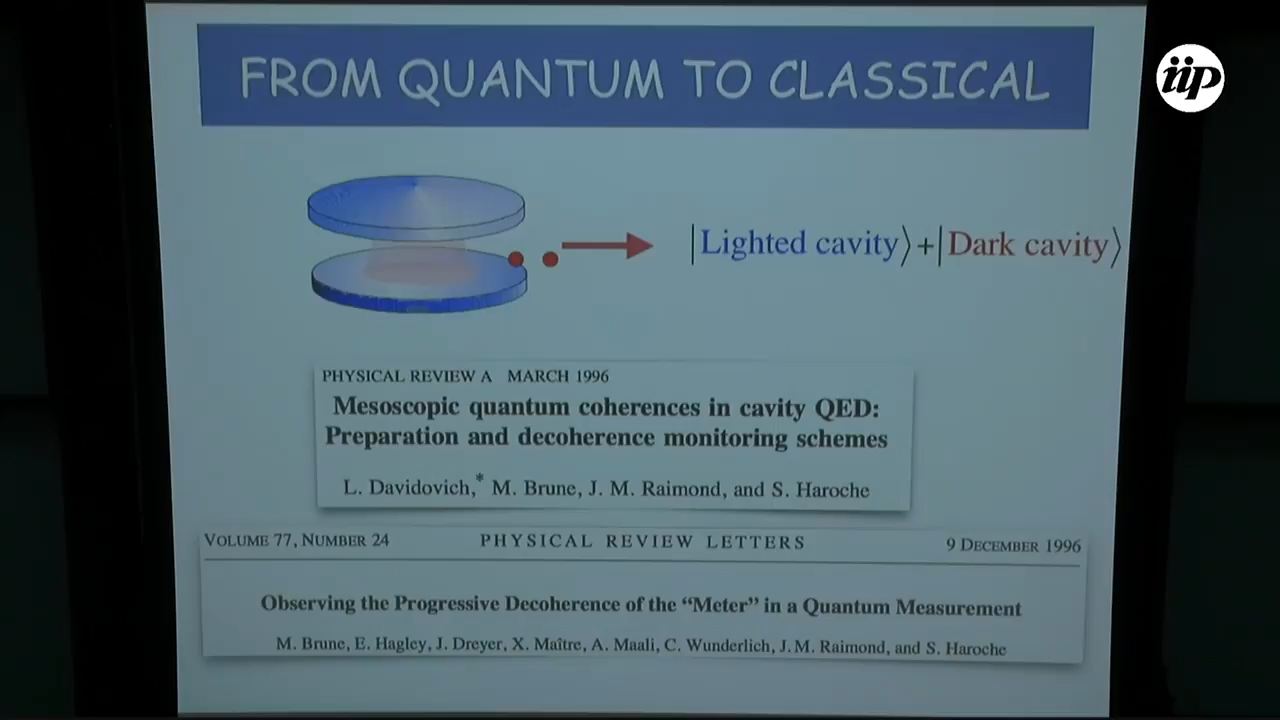 FROM QUANTUM TO CLASSICAL
iip
|Lighted cavity⟩+|Dark cavity⟩
PHYSICAL REVIEW A MARCH 1996
Mesoscopic quantum coherences in cavity QED:
Preparation and decoherence monitoring schemes
L. Davidovich,* M. Brune, J. M. Raimond, and S. Haroche
VOLUME 77, NUMBER 24 PHYSICAL REVIEW LETTERS 9 DECEMBER 1996
Observing the Progressive Decoherence of the “Meter” in a Quantum Measurement
M. Brune, E. Hagley, J. Dreyer, X. Maître, A. Maali, C. Wunderlich, J. M. Raimond, and S. Haroche